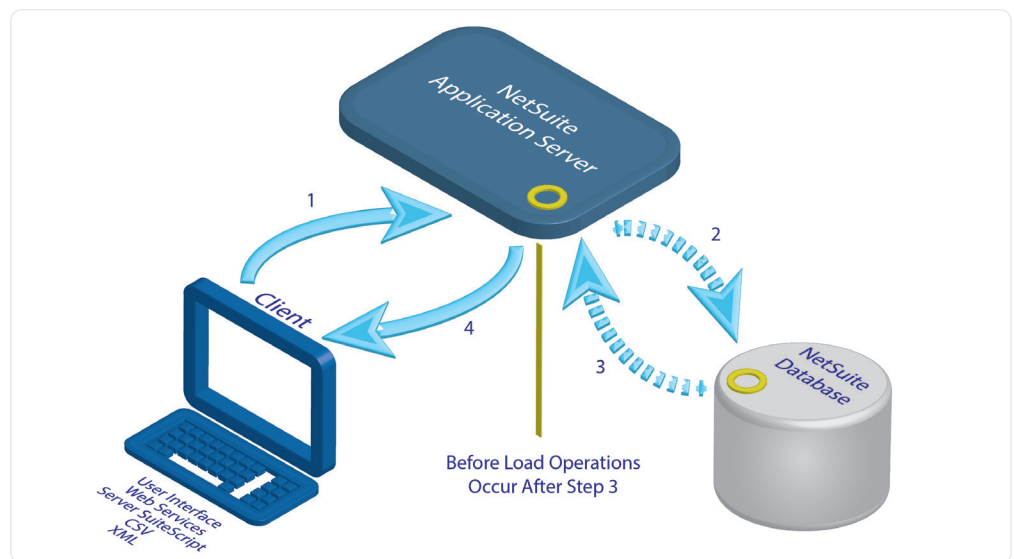 NetSuite
Application Server
1
2
Client
4
3
NetSuite
Database
Before Load Operations
Occur After Step 3
User Interface
Web Services
Server SuiteScript
CSV
XML